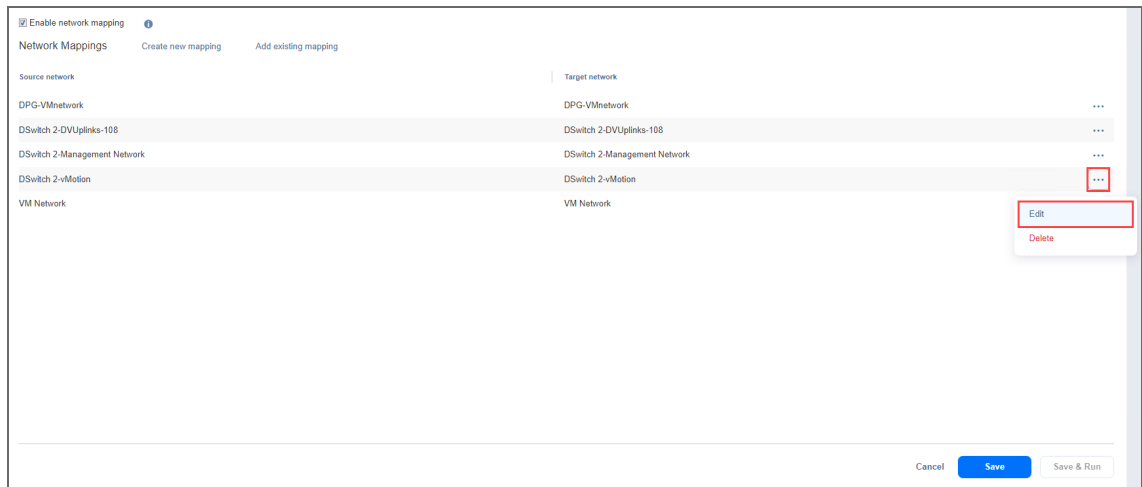 Enable network mapping
Network Mappings Create new mapping Add existing mapping
Source network Target network
DPG-VMnetwork DPG-VMnetwork ...
DSwitch 2-DVUplinks-108 DSwitch 2-DVUplinks-108 ...
DSwitch 2-Management Network DSwitch 2-Management Network ...
DSwitch 2-vMotion DSwitch 2-vMotion ...
VM Network VM Network
Edit
Delete
Cancel Save Save & Run